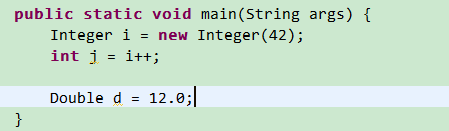 public static void main(String args) {
Integer i = new Integer(42);
int j = i++;
Double d = 12.0;
}